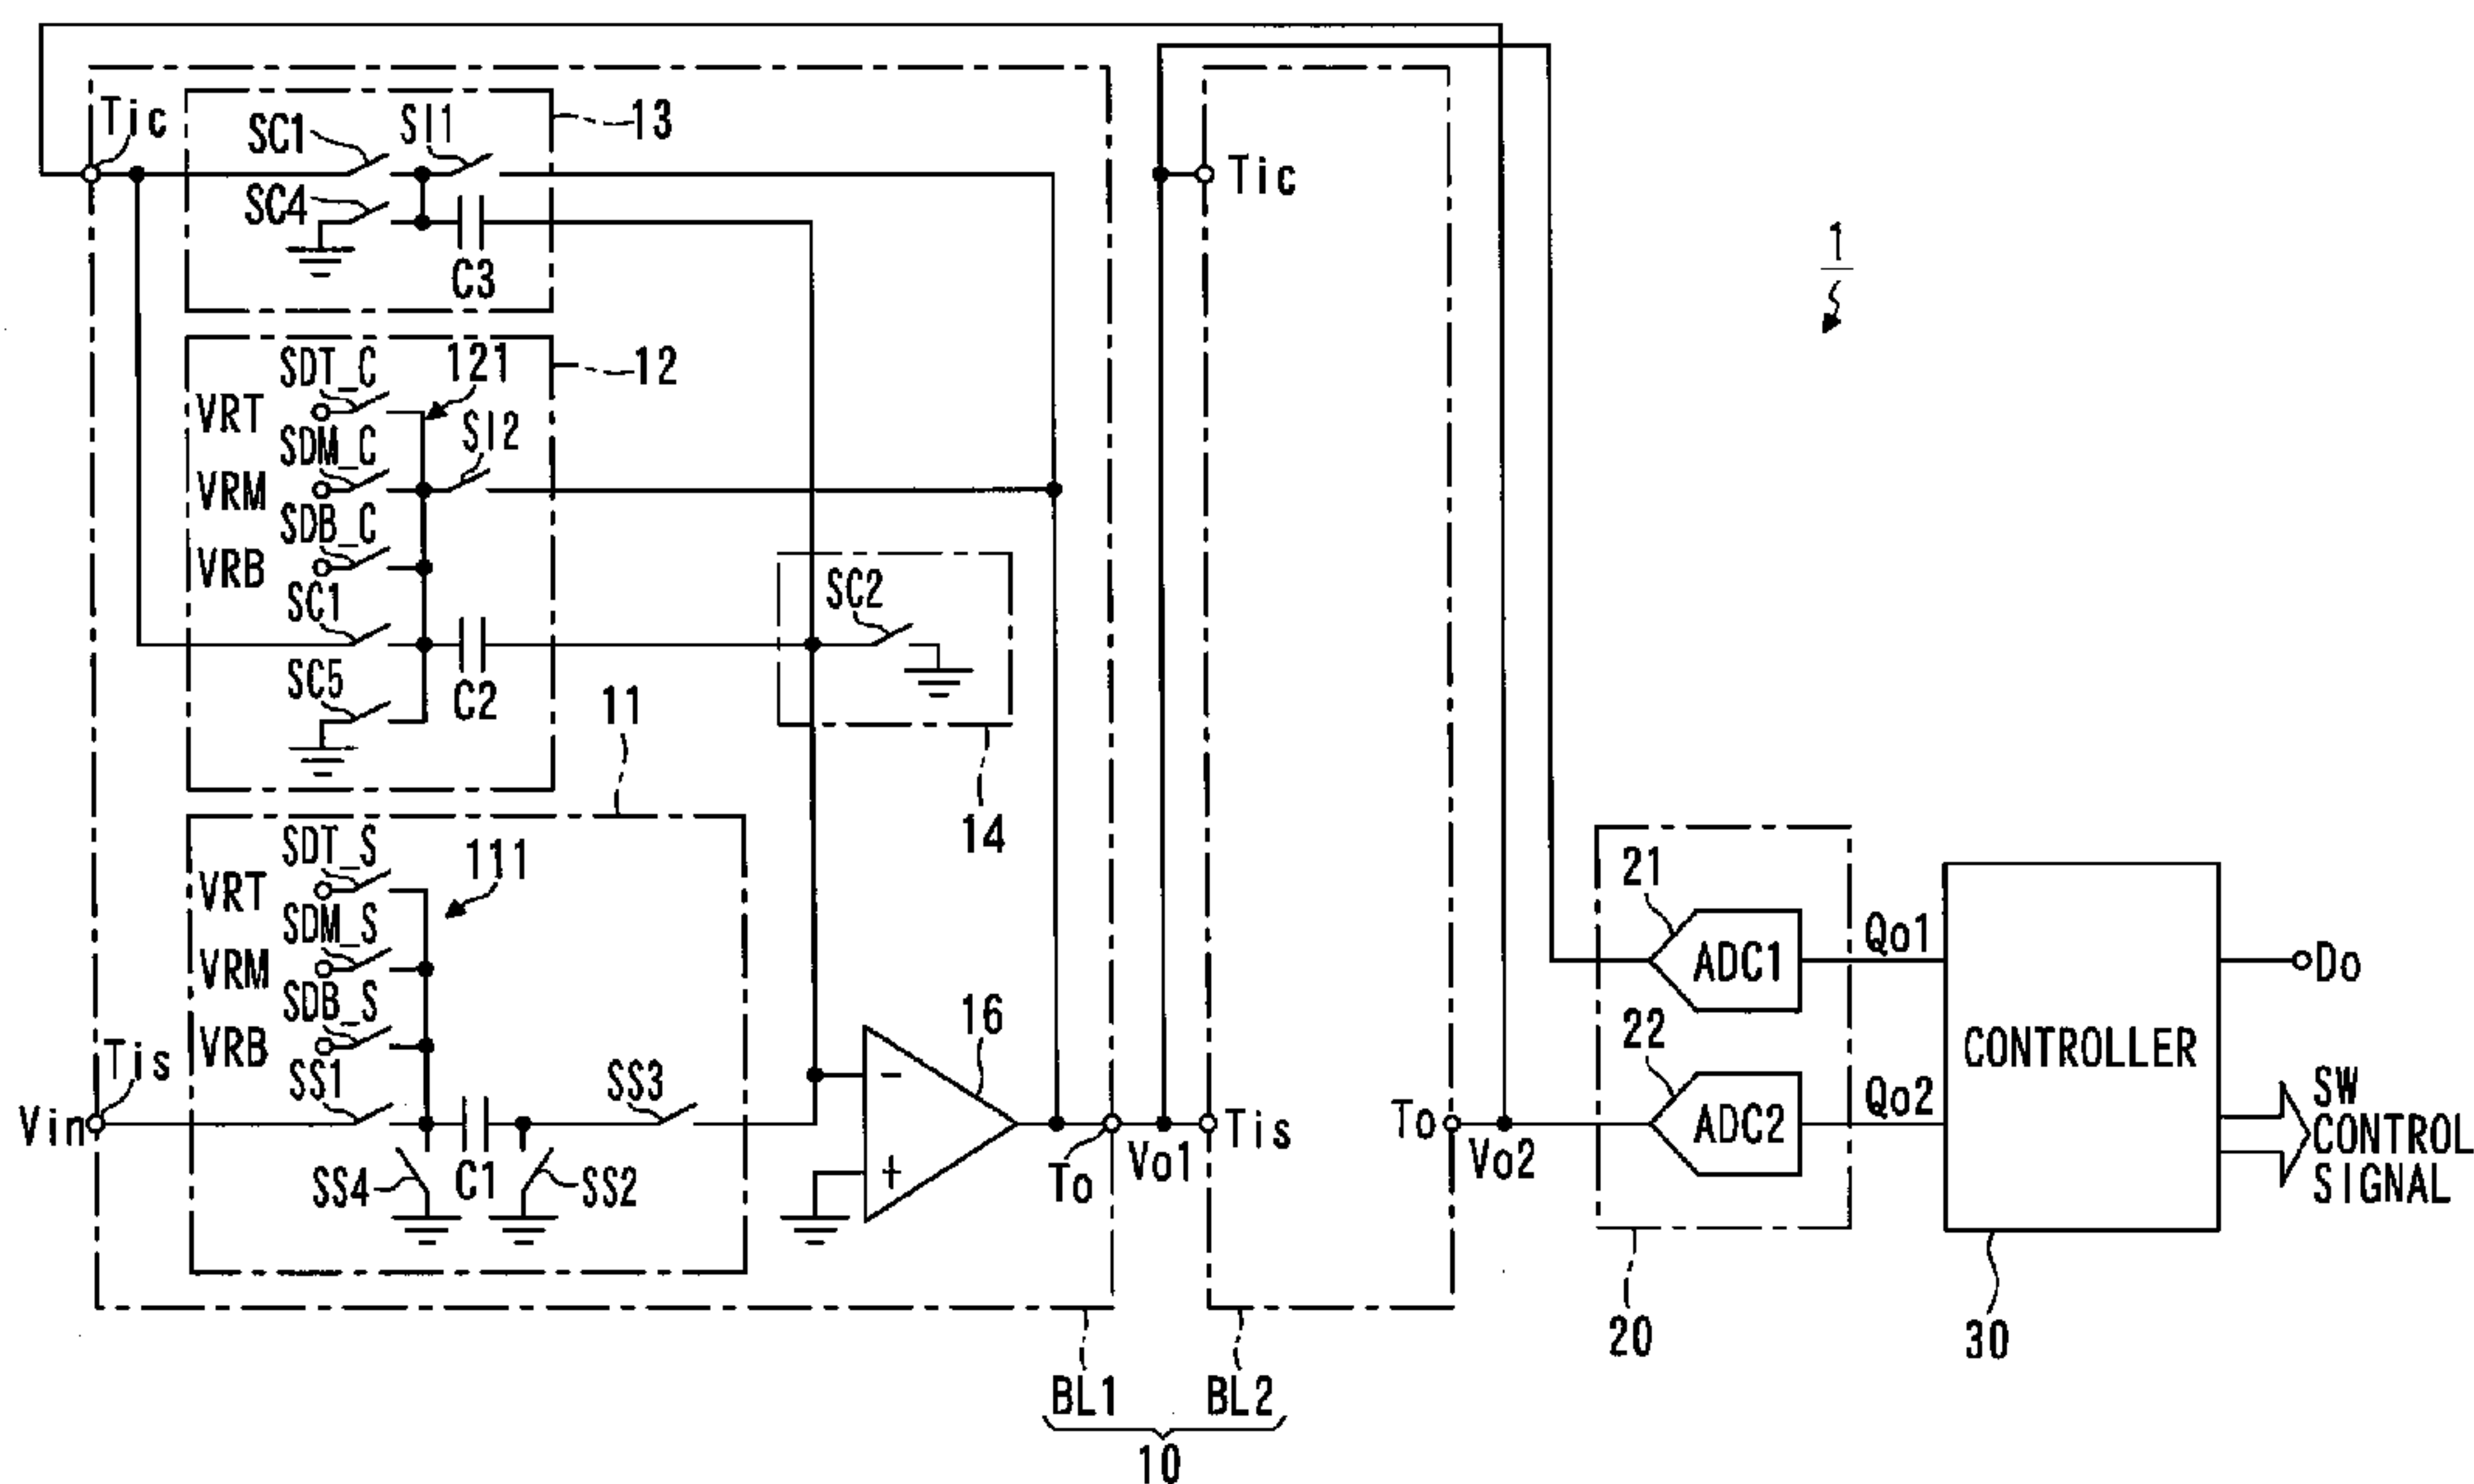 Tic
SC1
SI1
13
SC4
C3
Tic
1
SDT_C
121
12
VRT
SDM_C
SI2
VRM
SDB_C
VRB
SC1
SC2
SC5
C2
11
14
SDT_S
111
VRT
SDM_S
VRM
SDB_S
VRB
Tis
SS1
SS3
16
Vin
SS4
C1
SS2
To
Vo1
Tis
To
Vo2
21
ADC1
Qo1
22
ADC2
Qo2
CONTROLLER
Do
SW
CONTROL
SIGNAL
20
30
BL1
BL2
10